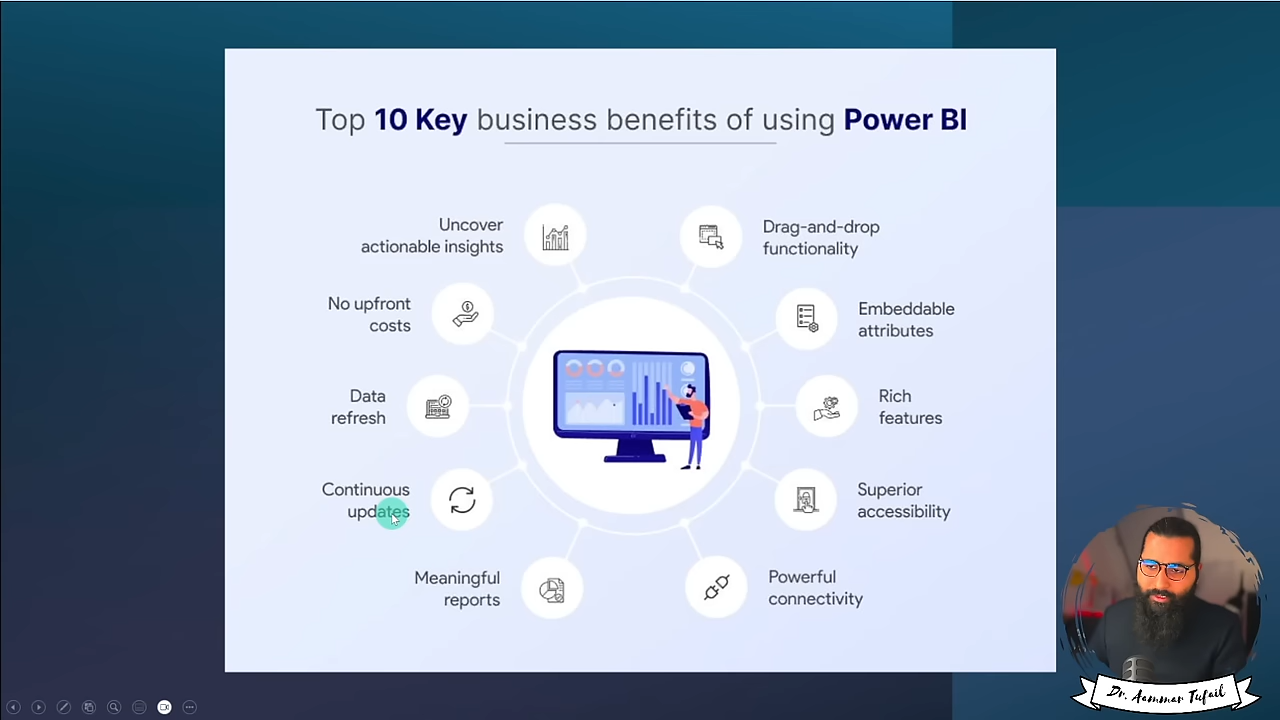 Top 10 Key business benefits of using Power BI
Uncover
actionable insights
No upfront
costs
Data
refresh
Continuous
updates
Meaningful
reports
Drag-and-drop
functionality
Embeddable
attributes
Rich
features
Superior
accessibility
Powerful
connectivity
Dr. Aammar Tufail